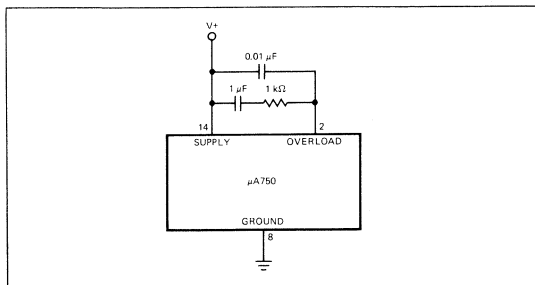 V+
0.01 µF
1 µF 1 kΩ
14 2
SUPPLY OVERLOAD
µA750
GROUND
8